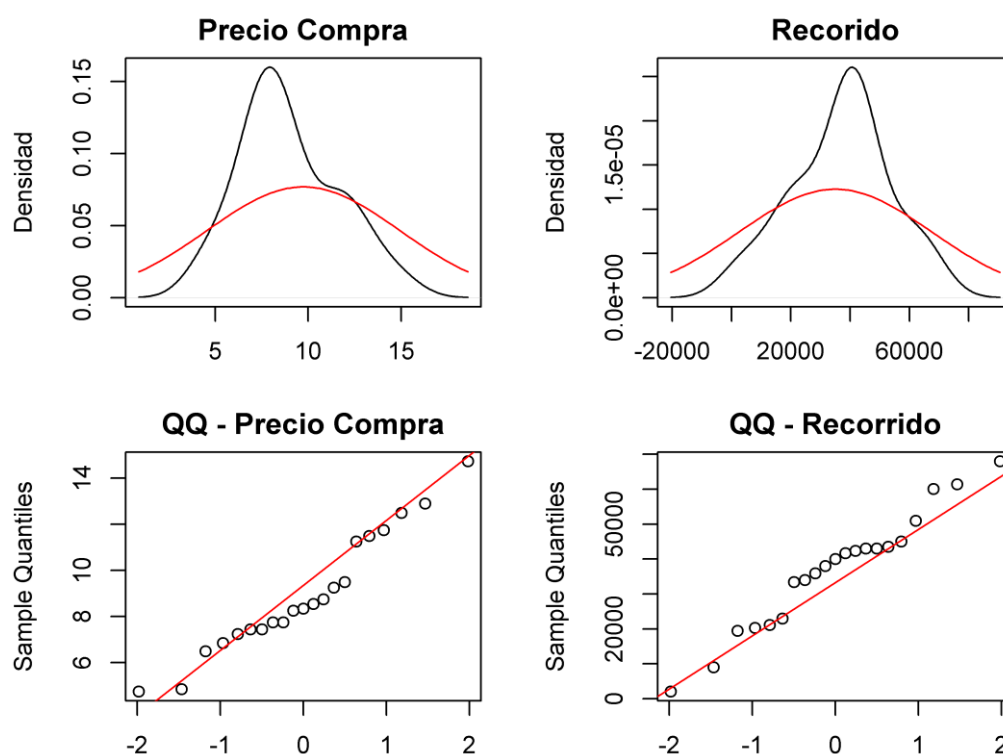 Precio Compra
Densidad
0.00 0.05 0.10 0.15
5 10 15
Recorido
Densidad
0.0e+00 1.5e-05
-20000 20000 60000
QQ - Precio Compra
Sample Quantiles
6 8 10 14
-2 -1 0 1 2
QQ - Recorrido
Sample Quantiles
0 20000 50000
-2 -1 0 1 2